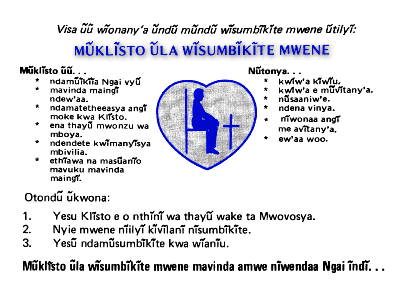 Visa ũũ wĩonany'a ũndũ mũndũ wĩsumbĩkĩte mwene ũtilyĩ:
MŨKLĨSTO ŨLA WĨSUMBĨKĨTE MWENE
Mũklĩsto ũũ. . .
* ndamũĩkĩĩa Ngai vyũ
* mavinda maingĩ ndew'aa.
* ndamatetheeasya angĩ moke kwa Klĩsto.
* ena thayũ mwonzu wa mboya.
* ndendete kwĩmanyĩsya mbivilia.
* ethĩawa na masũanĩo mavuku mavinda maingĩ.
Nũtonya. . .
* kwĩw'a kĩwĩu.
* kwĩw'a e mũvĩtany'a.
* nũsaaniw'e.
* ndena vinya.
* nĩwonaa angĩ me avĩtany'a.
* ew'aa woo.
Otondũ ũkwona:
1. Yesu Klĩsto e o nthĩnĩ wa thayũ wake ta Mwovosya.
2. Nyie mwene nĩilyĩ kĩvĩlanĩ nĩsumbĩkĩte.
3. Yesũ ndamũsumbĩkĩte kwa wĩanĩu.
Mũklĩsto ũla wĩsumbĩkĩte mwene mavinda amwe nĩwendaa Ngai ĩndĩ. . .